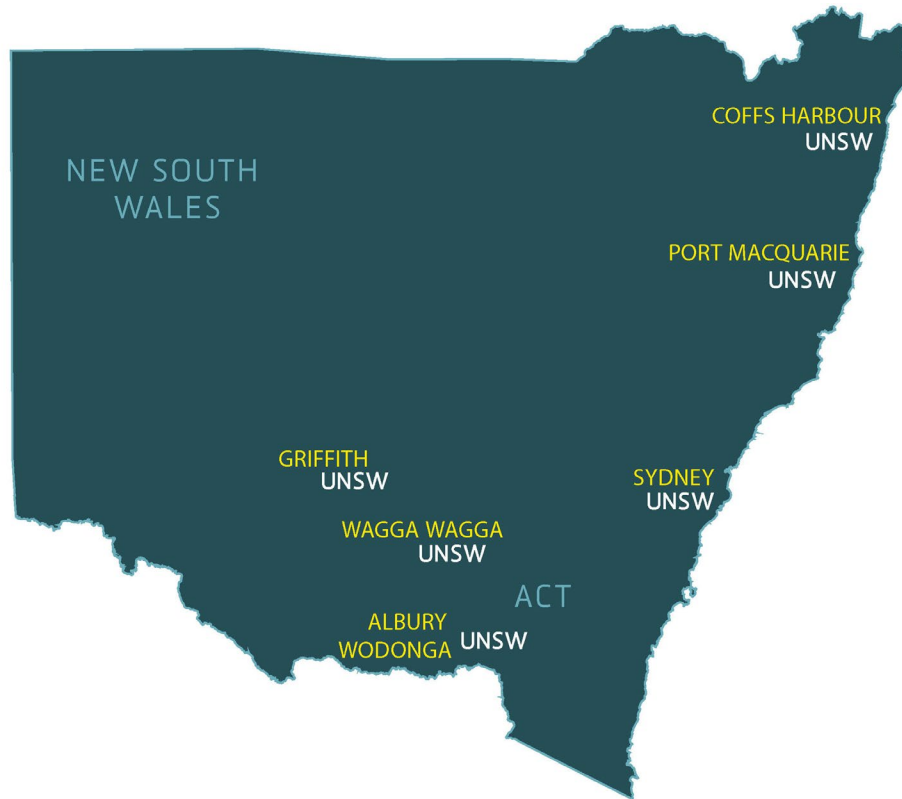 COFFS HARBOUR
UNSW
NEW SOUTH
WALES
PORT MACQUARIE
UNSW
GRIFFITH
UNSW
SYDNEY
UNSW
WAGGA WAGGA
UNSW
ACT
ALBURY
WODONGA
UNSW